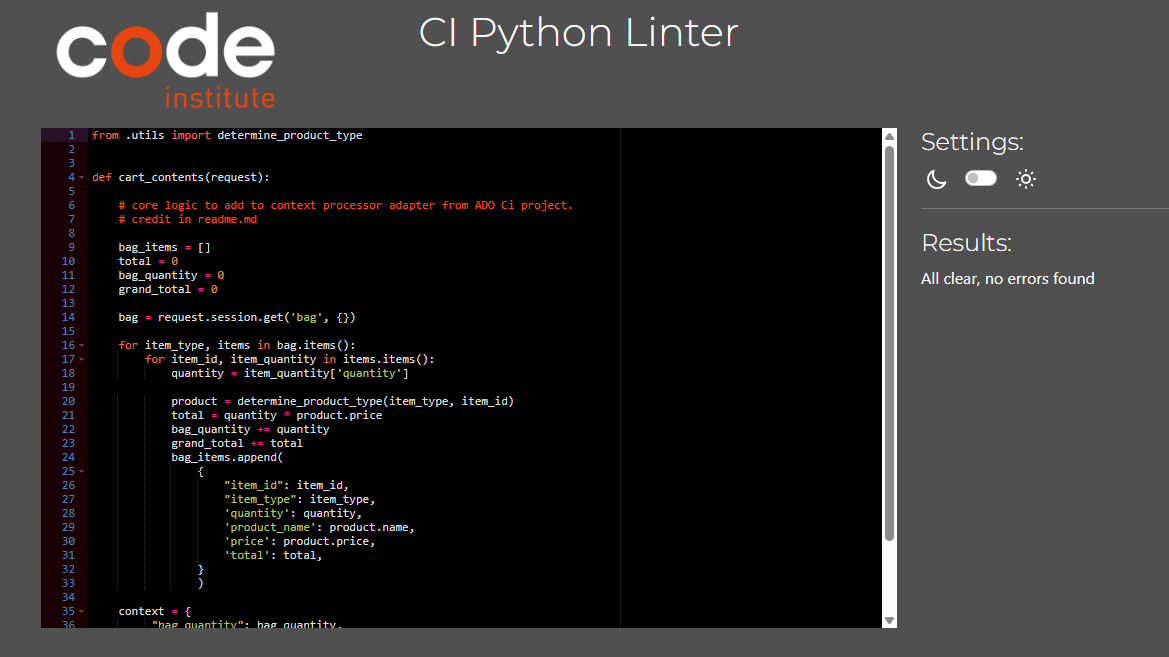 code
institute
CI Python Linter
1 from .utils import determine_product_type
2
3
4 def cart_contents(request):
5
6     # core logic to add to context processor adapter from ADO Ci project.
7     # credit in readme.md
8
9     bag_items = []
10     total = 0
11     bag_quantity = 0
12     grand_total = 0
13
14     bag = request.session.get('bag', {})
15
16     for item_type, items in bag.items():
17         for item_id, item_quantity in items.items():
18             quantity = item_quantity['quantity']
19
20             product = determine_product_type(item_type, item_id)
21             total = quantity * product.price
22             bag_quantity += quantity
23             grand_total += total
24             bag_items.append(
25                 {
26                     "item_id": item_id,
27                     "item_type": item_type,
28                     'quantity': quantity,
29                     'product_name': product.name,
30                     'price': product.price,
31                     'total': total,
32                 }
33                 )
34
35     context = {
36         "bag_quantity": bag_quantity,
Settings:
Results:
All clear, no errors found